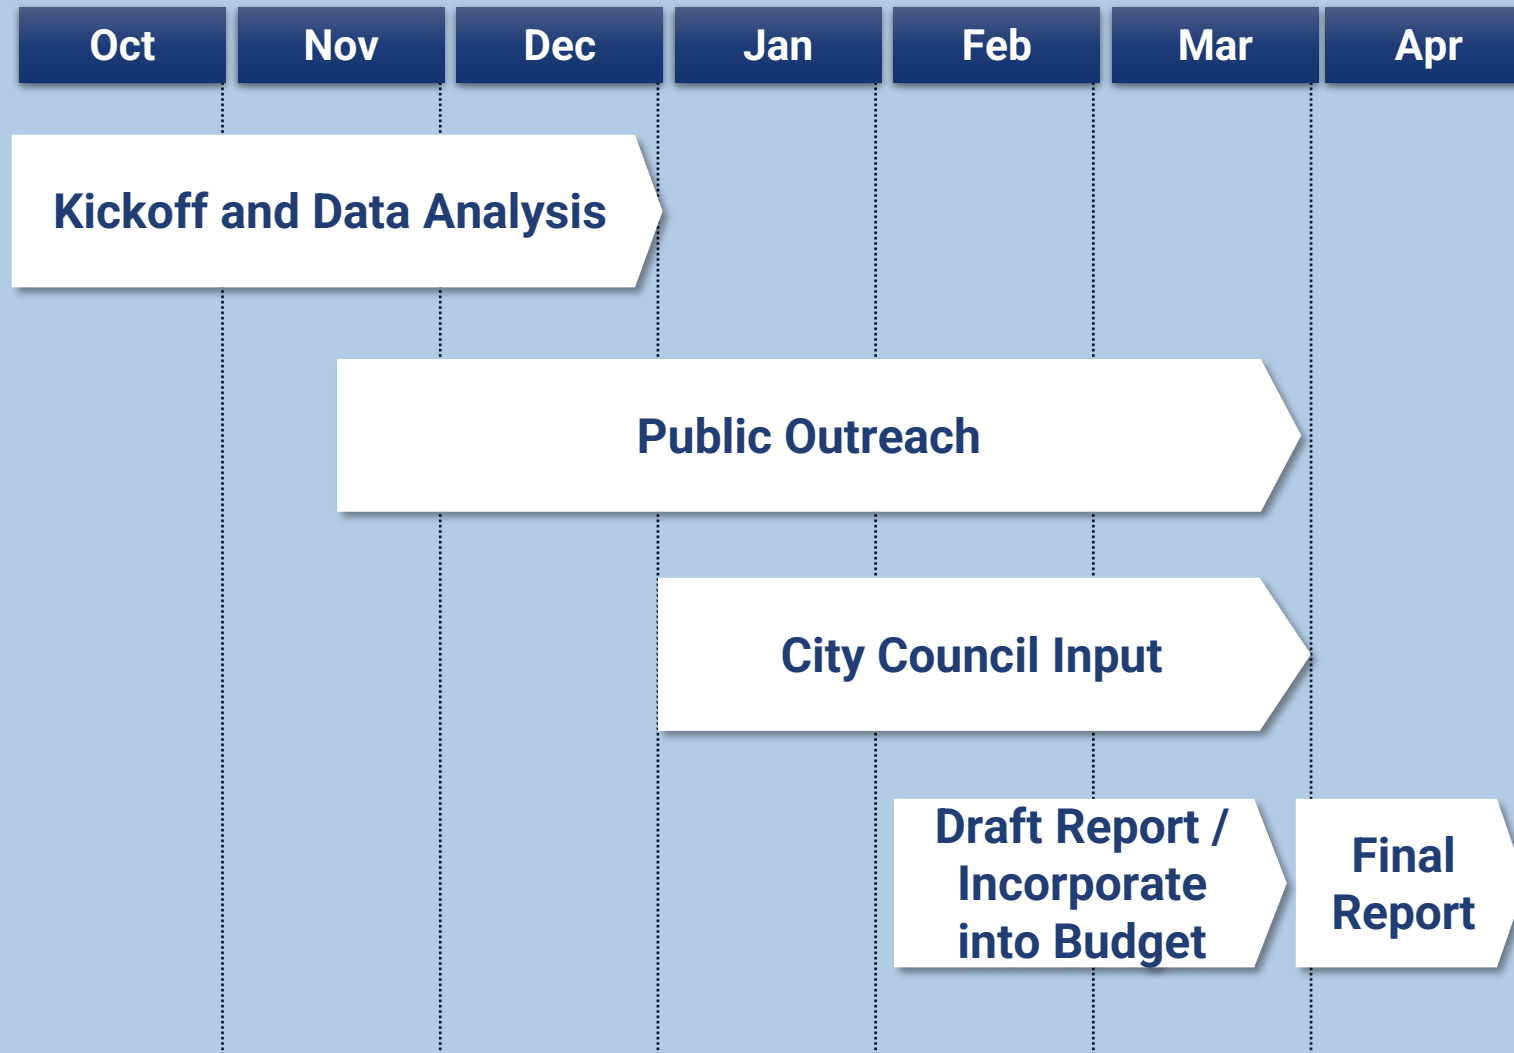 Oct Nov Dec Jan Feb Mar Apr
Kickoff and Data Analysis
Public Outreach
City Council Input
Draft Report /
Incorporate
into Budget
Final
Report